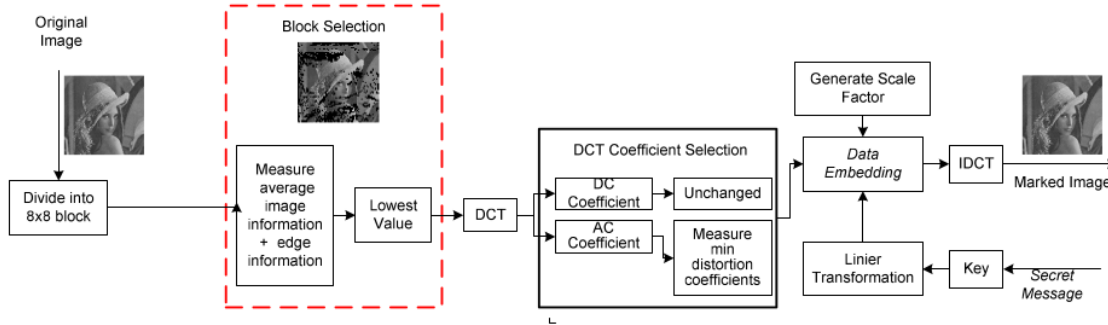 Original
Image
Divide into
8x8 block
Block Selection
Measure
average
image
information
+ edge
information
Lowest
Value
DCT
DCT Coefficient Selection
DC
Coefficient
Unchanged
AC
Coefficient
Measure
min
distortion
coefficients
Generate Scale
Factor
Data
Embedding
IDCT
Marked Image
Linier
Transformation
Key
Secret
Message